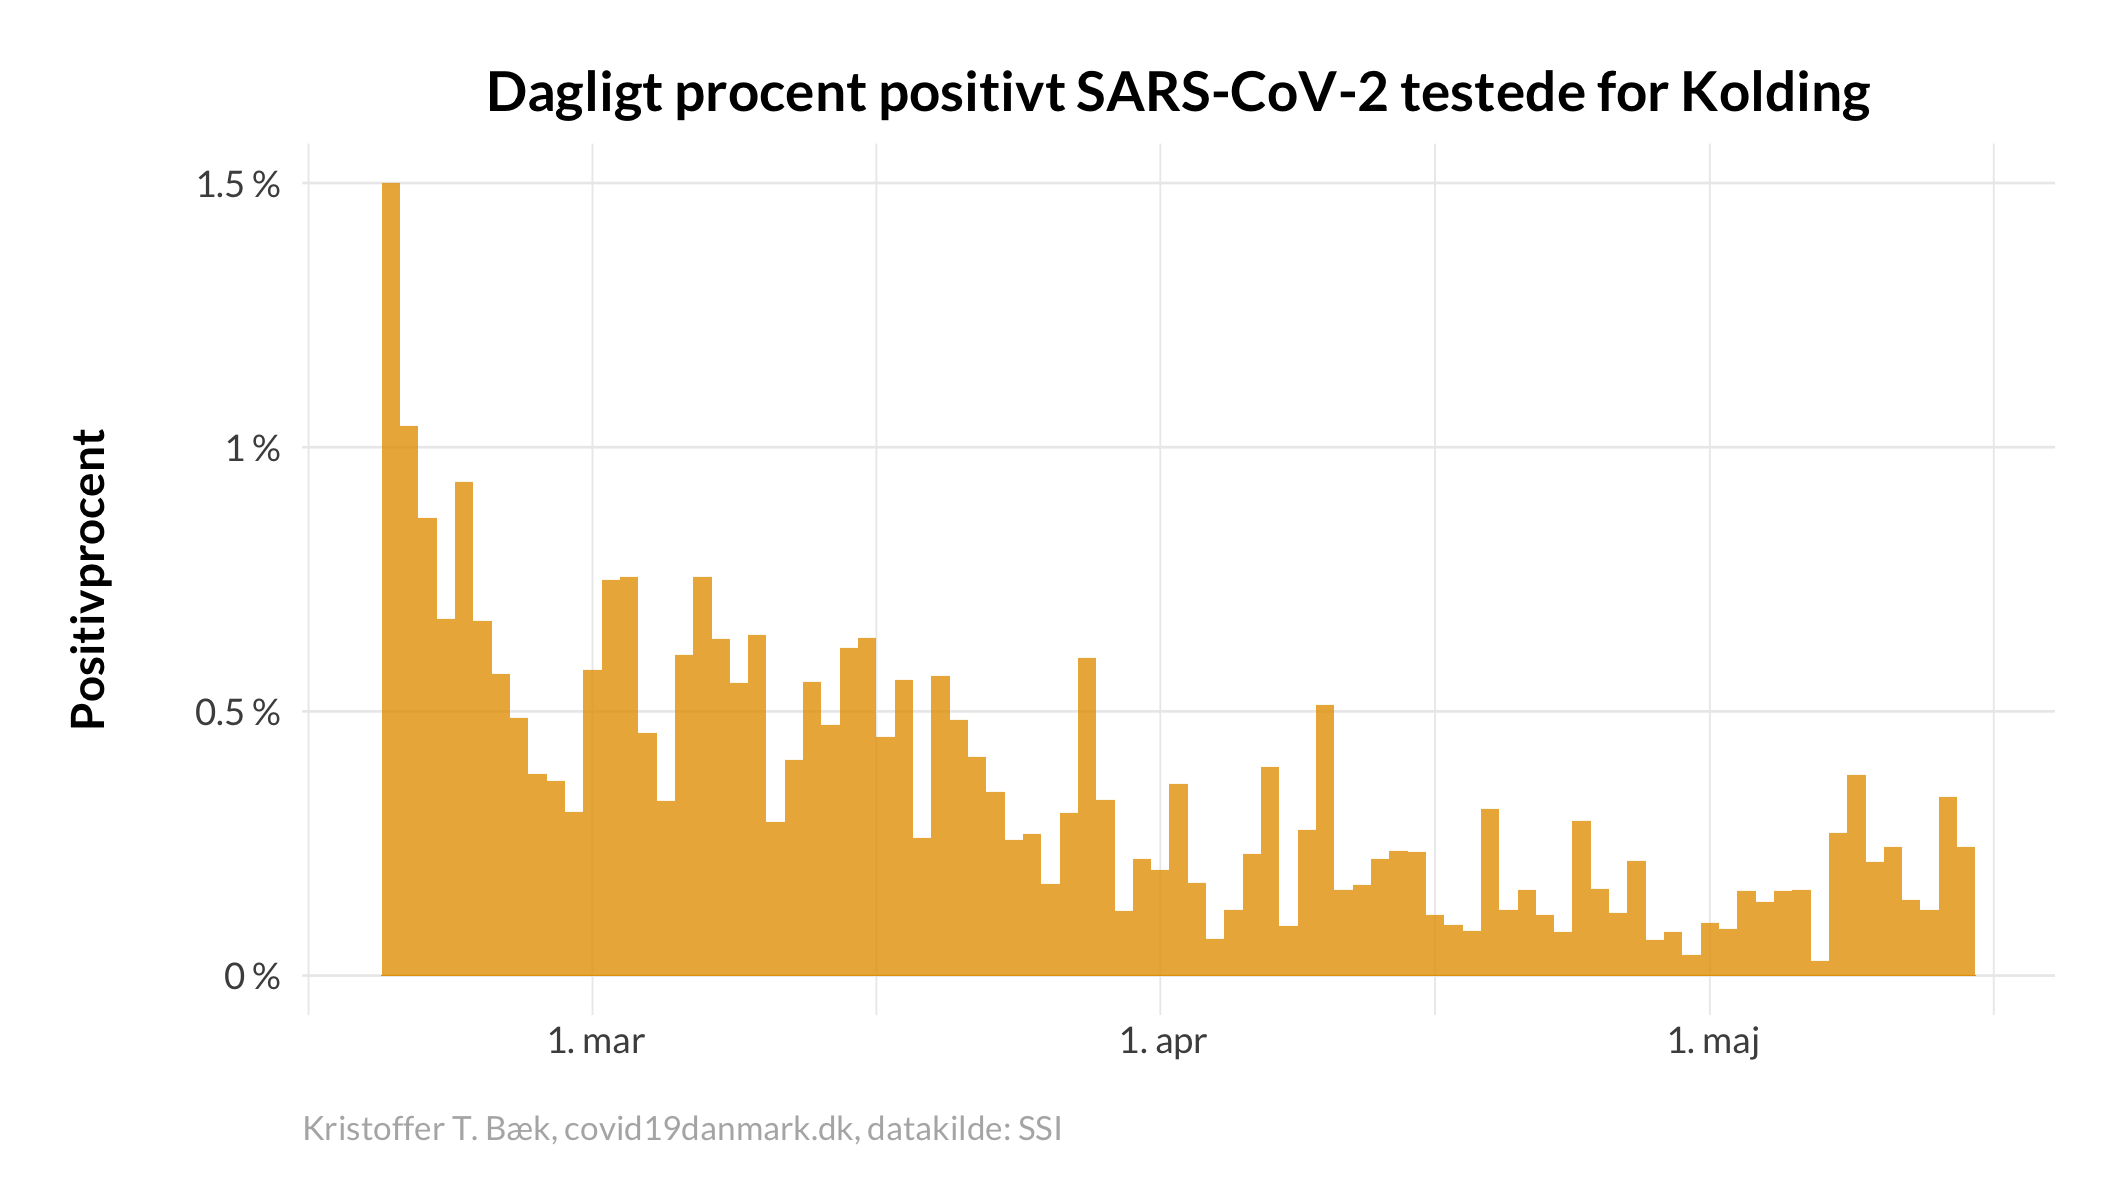 Dagligt procent positivt SARS-CoV-2 testede for Kolding
Positivprocent
1.5 %
1 %
0.5 %
0 %
1. mar
1. apr
1. maj
Kristoffer T. Bæk, covid19danmark.dk, datakilde: SSI